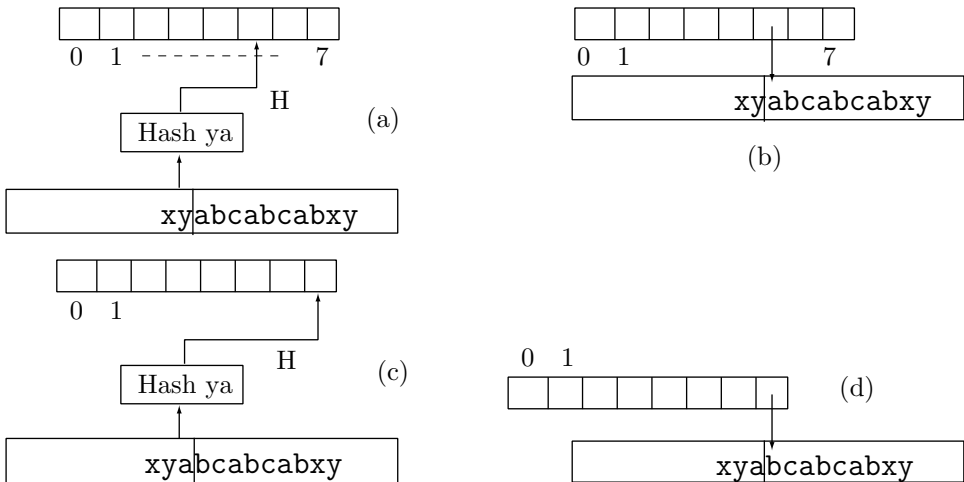 0 1 7
H
Hash ya
(a)
xyabcabcabxy
0 1 7
xyabcabcabxy
(b)
0 1
H
Hash ya
(c)
xyabcabcabxy
0 1
(d)
xyabcabcabxy